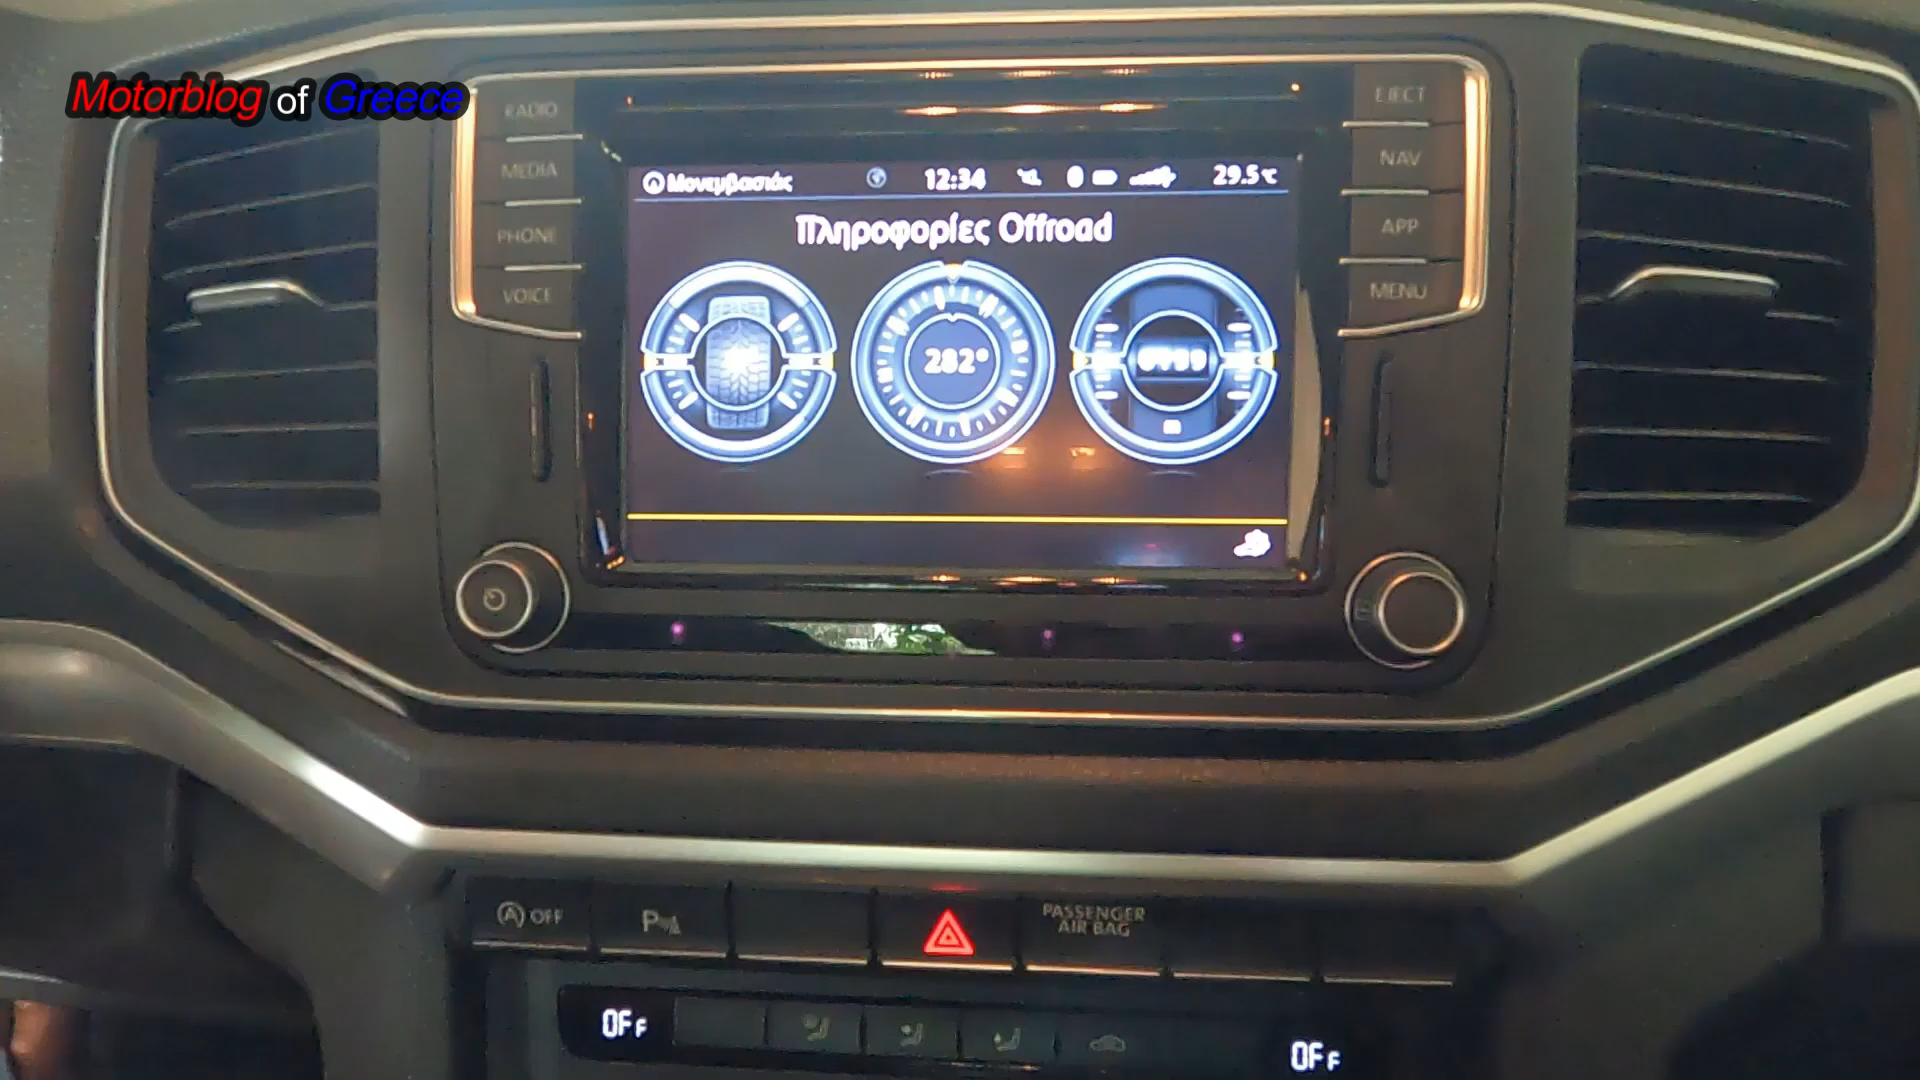 Motorblog of Greece
RADIO
EJECT
MEDIA
NAV
Μονεμβασιάς 12:34 29.5°C
Πληροφορίες Offroad
PHONE
APP
VOICE
MENU
282°
A OFF
P
PASSENGER
AIR BAG
OFF
OFF